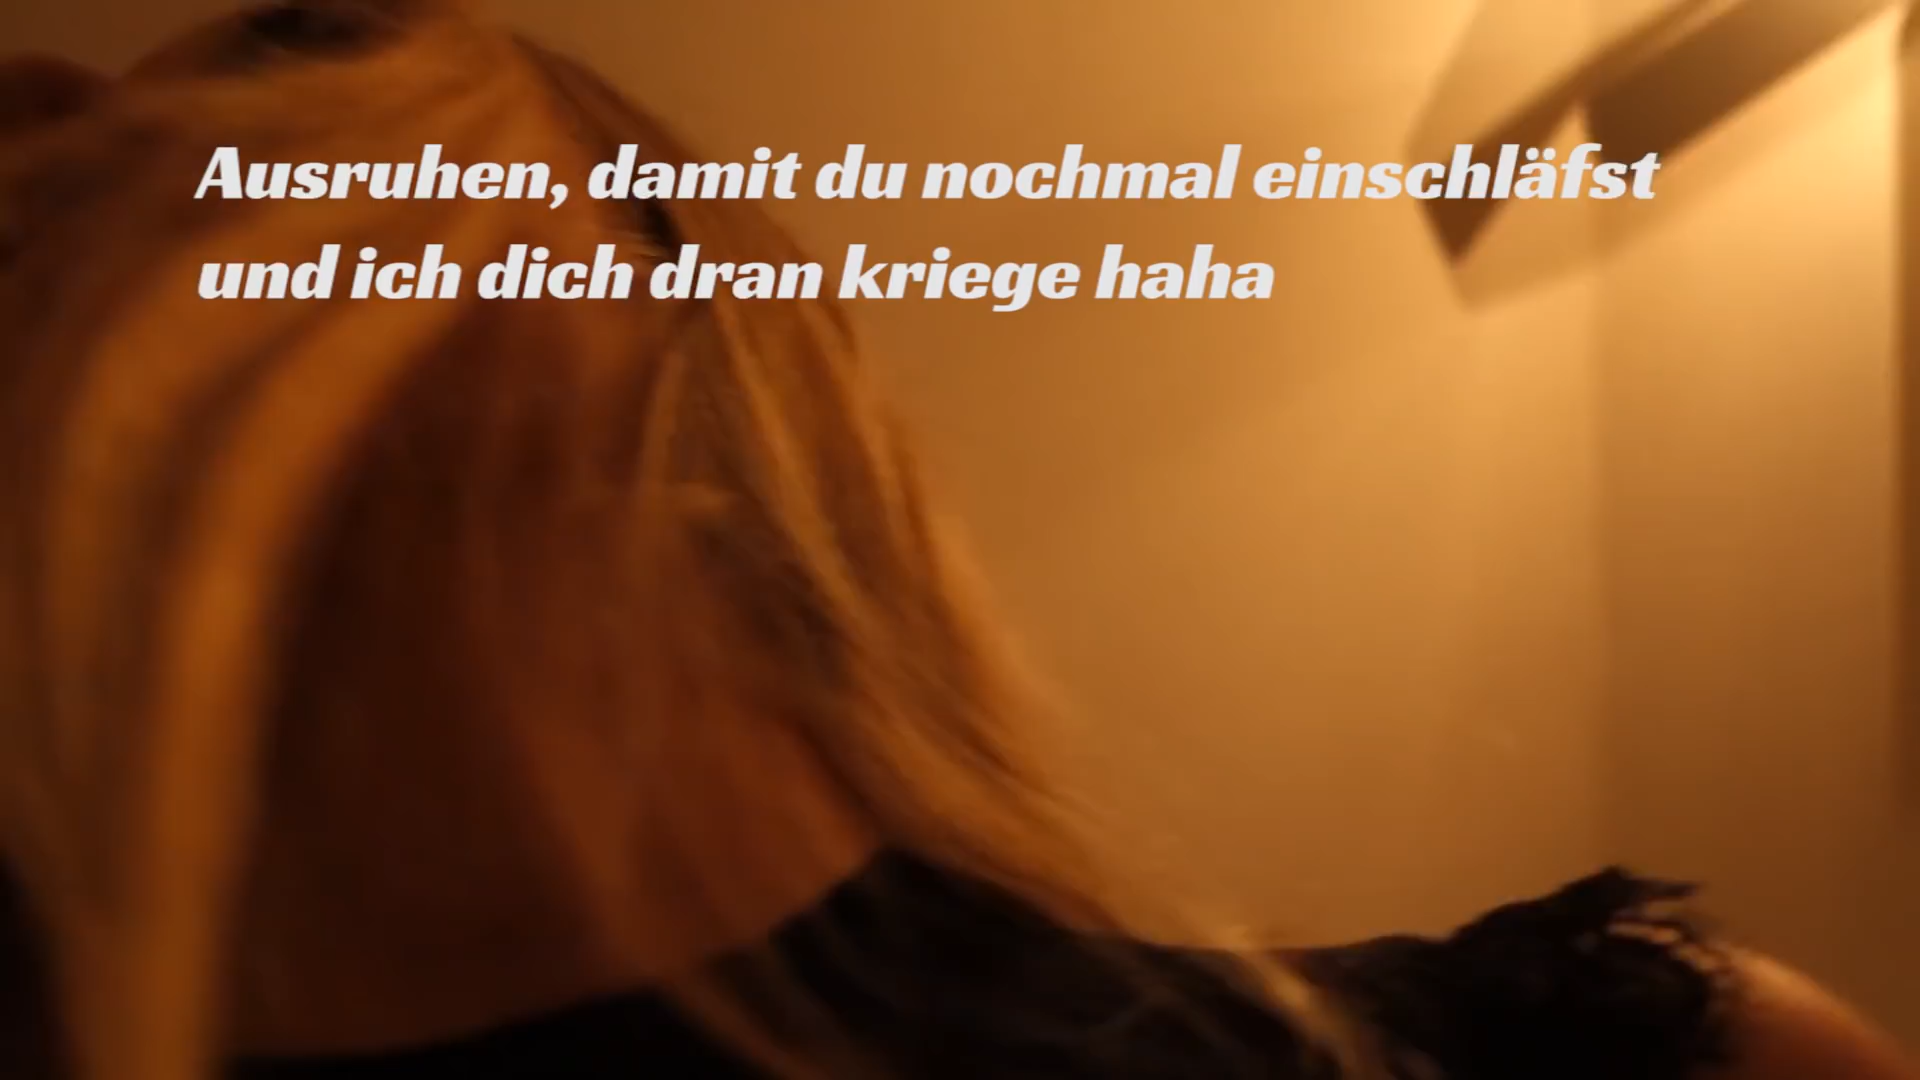 Ausruhen, damit du nochmal einschläfst
und ich dich dran kriege haha